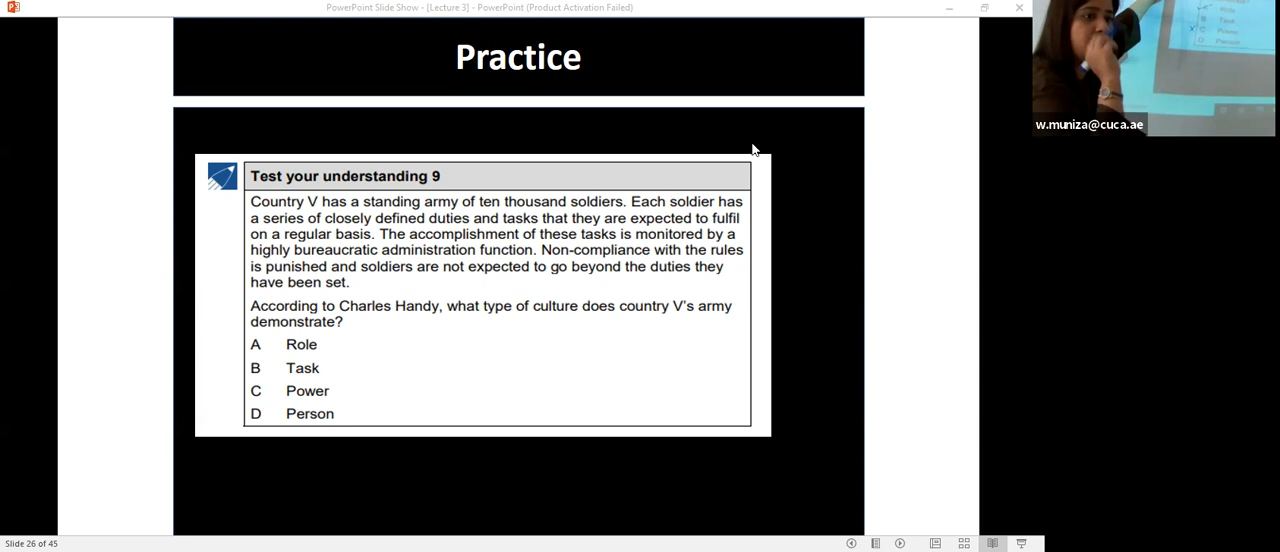 PowerPoint Slide Show - [Lecture 3] - PowerPoint (Product Activation Failed)
Practice
Test your understanding 9
Country V has a standing army of ten thousand soldiers. Each soldier has
a series of closely defined duties and tasks that they are expected to fulfil
on a regular basis. The accomplishment of these tasks is monitored by a
highly bureaucratic administration function. Non-compliance with the rules
is punished and soldiers are not expected to go beyond the duties they
have been set.
According to Charles Handy, what type of culture does country V's army
demonstrate?
A Role
B Task
C Power
D Person
Slide 26 of 45
Role
B Task
C Power
D Person
w.muniza@cuca.ae